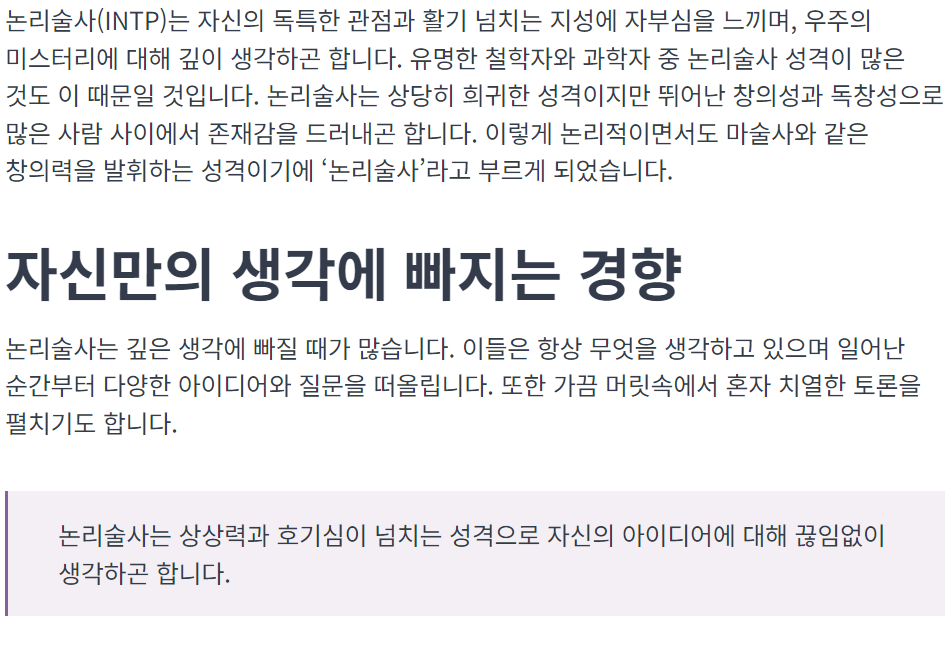 논리술사(INTP)는 자신의 독특한 관점과 활기 넘치는 지성에 자부심을 느끼며, 우주의
미스터리에 대해 깊이 생각하곤 합니다. 유명한 철학자와 과학자 중 논리술사 성격이 많은
것도 이 때문일 것입니다. 논리술사는 상당히 희귀한 성격이지만 뛰어난 창의성과 독창성으로
많은 사람 사이에서 존재감을 드러내곤 합니다. 이렇게 논리적이면서도 마술사와 같은
창의력을 발휘하는 성격이기에 ‘논리술사’라고 부르게 되었습니다.
자신만의 생각에 빠지는 경향
논리술사는 깊은 생각에 빠질 때가 많습니다. 이들은 항상 무엇을 생각하고 있으며 일어난
순간부터 다양한 아이디어와 질문을 떠올립니다. 또한 가끔 머릿속에서 혼자 치열한 토론을
펼치기도 합니다.
논리술사는 상상력과 호기심이 넘치는 성격으로 자신의 아이디어에 대해 끊임없이
생각하곤 합니다.